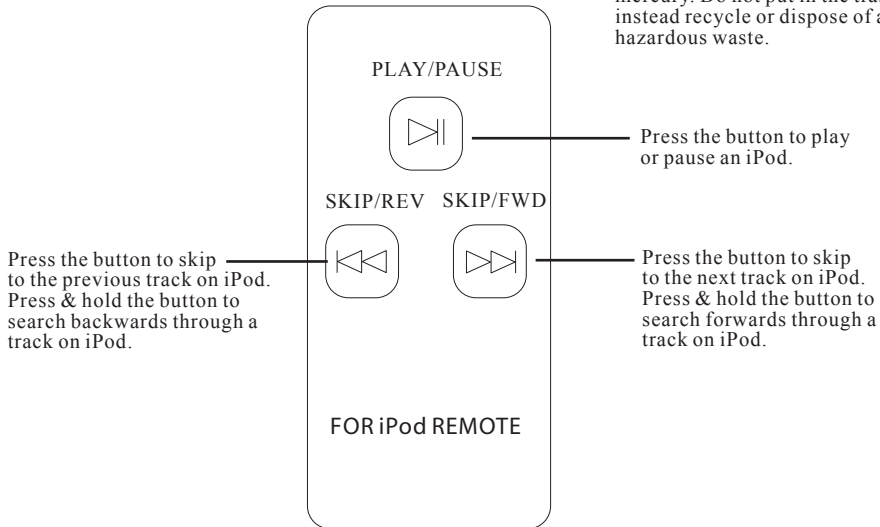 instead recycle or dispose of
hazardous waste.
PLAY/PAUSE
Press the button to play
or pause an iPod.
SKIP/REV SKIP/FWD
Press the button to skip
to the previous track on iPod.
Press & hold the button to
search backwards through a
track on iPod.
Press the button to skip
to the next track on iPod.
Press & hold the button to
search forwards through a
track on iPod.
FOR iPod REMOTE